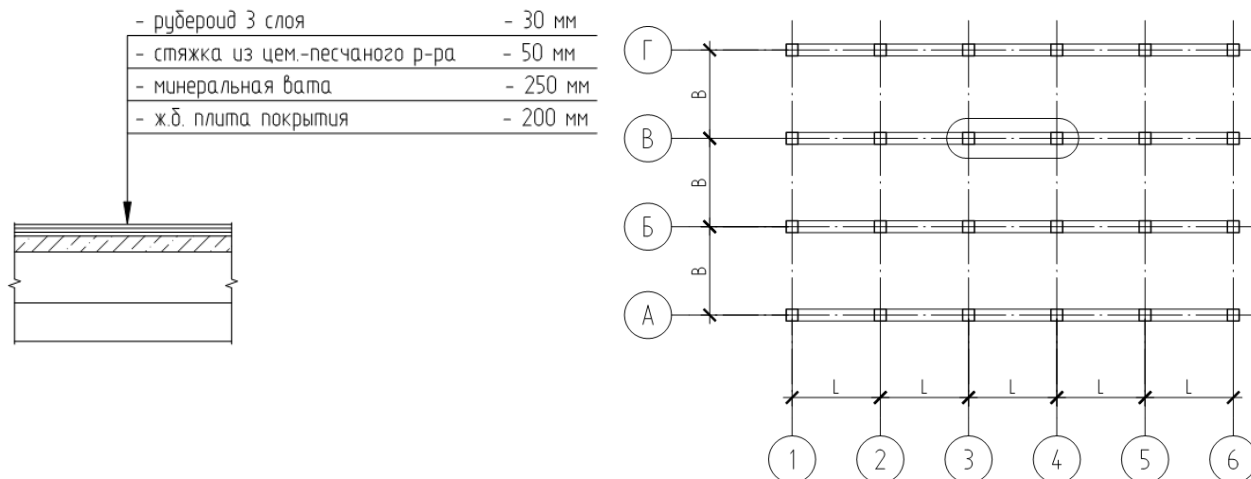 - рубероид 3 слоя - 30 мм
- стяжка из цем.-песчаного р-ра - 50 мм
- минеральная вата - 250 мм
- ж.б. плита покрытия - 200 мм
Г
В
В
В
Б
В
А
L L L L L
1 2 3 4 5 6